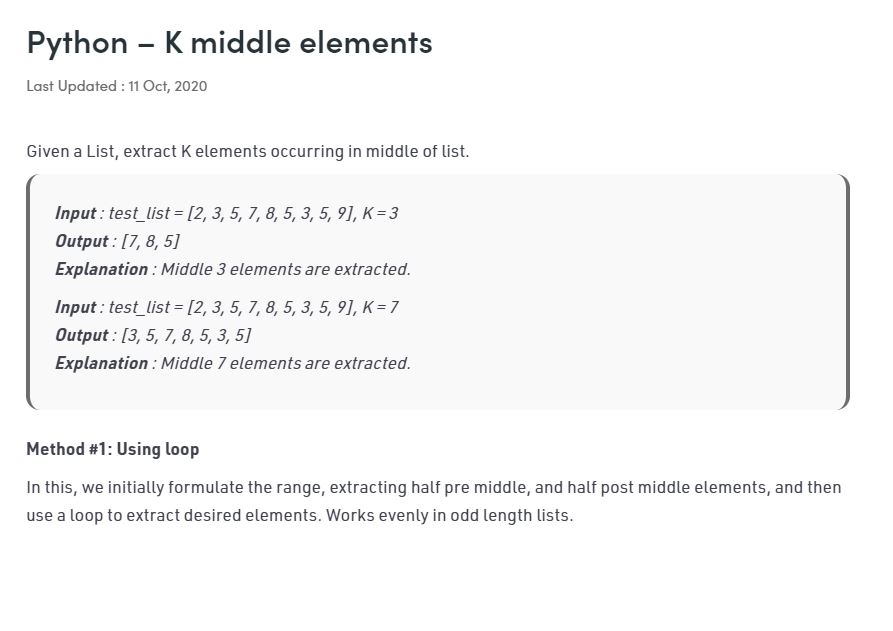 Python – K middle elements
Last Updated : 11 Oct, 2020
Given a List, extract K elements occurring in middle of list.
Input : test_list = [2, 3, 5, 7, 8, 5, 3, 5, 9], K = 3
Output : [7, 8, 5]
Explanation : Middle 3 elements are extracted.
Input : test_list = [2, 3, 5, 7, 8, 5, 3, 5, 9], K = 7
Output : [3, 5, 7, 8, 5, 3, 5]
Explanation : Middle 7 elements are extracted.
Method #1: Using loop
In this, we initially formulate the range, extracting half pre middle, and half post middle elements, and then
use a loop to extract desired elements. Works evenly in odd length lists.